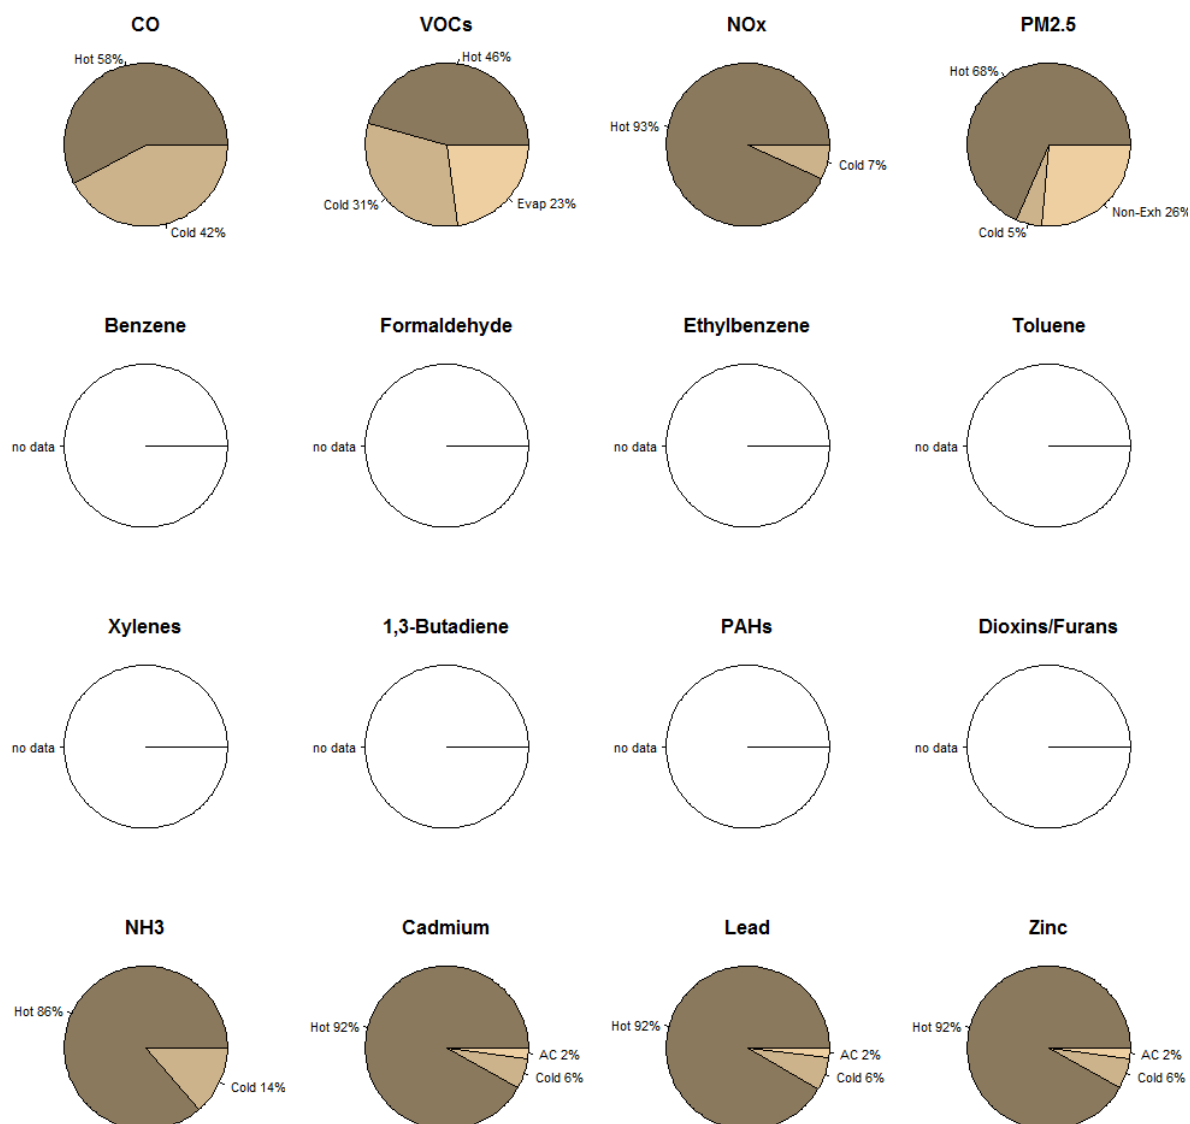 CO
VOCs
NOx
PM2.5
Hot 58%
Cold 42%
Hot 46%
Cold 31%
Evap 23%
Hot 93%
Cold 7%
Hot 68%
Cold 5%
Non-Exh 26%
Benzene
Formaldehyde
Ethylbenzene
Toluene
no data
no data
no data
no data
Xylenes
1,3-Butadiene
PAHs
Dioxins/Furans
no data
no data
no data
no data
NH3
Cadmium
Lead
Zinc
Hot 86%
Cold 14%
Hot 92%
AC 2%
Cold 6%
Hot 92%
AC 2%
Cold 6%
Hot 92%
AC 2%
Cold 6%